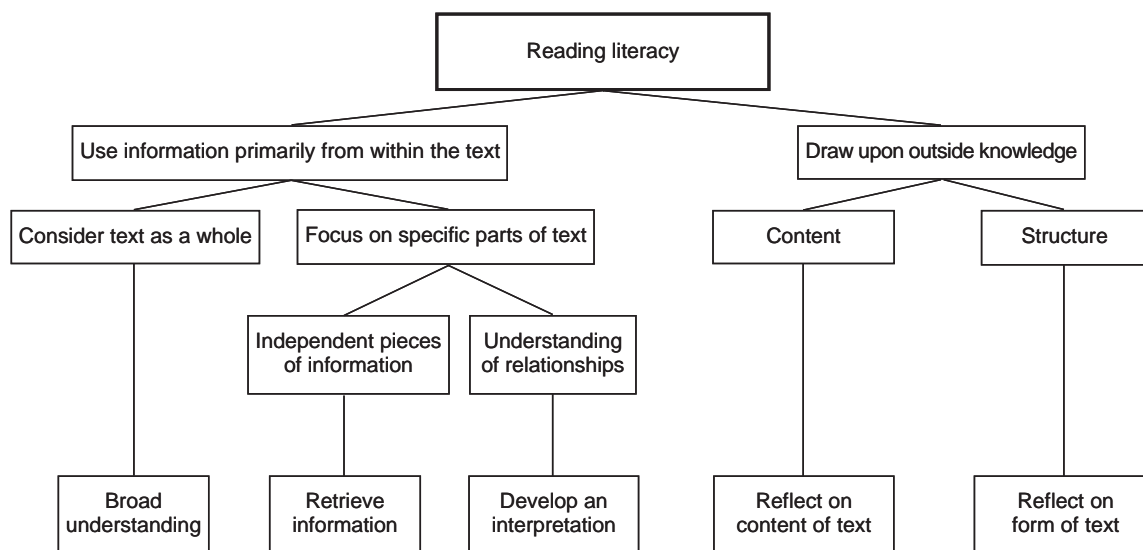 Reading literacy
Use information primarily from within the text
Draw upon outside knowledge
Consider text as a whole
Focus on specific parts of text
Content
Structure
Independent pieces
of information
Understanding
of relationships
Broad
understanding
Retrieve
information
Develop an
interpretation
Reflect on
content of text
Reflect on
form of text